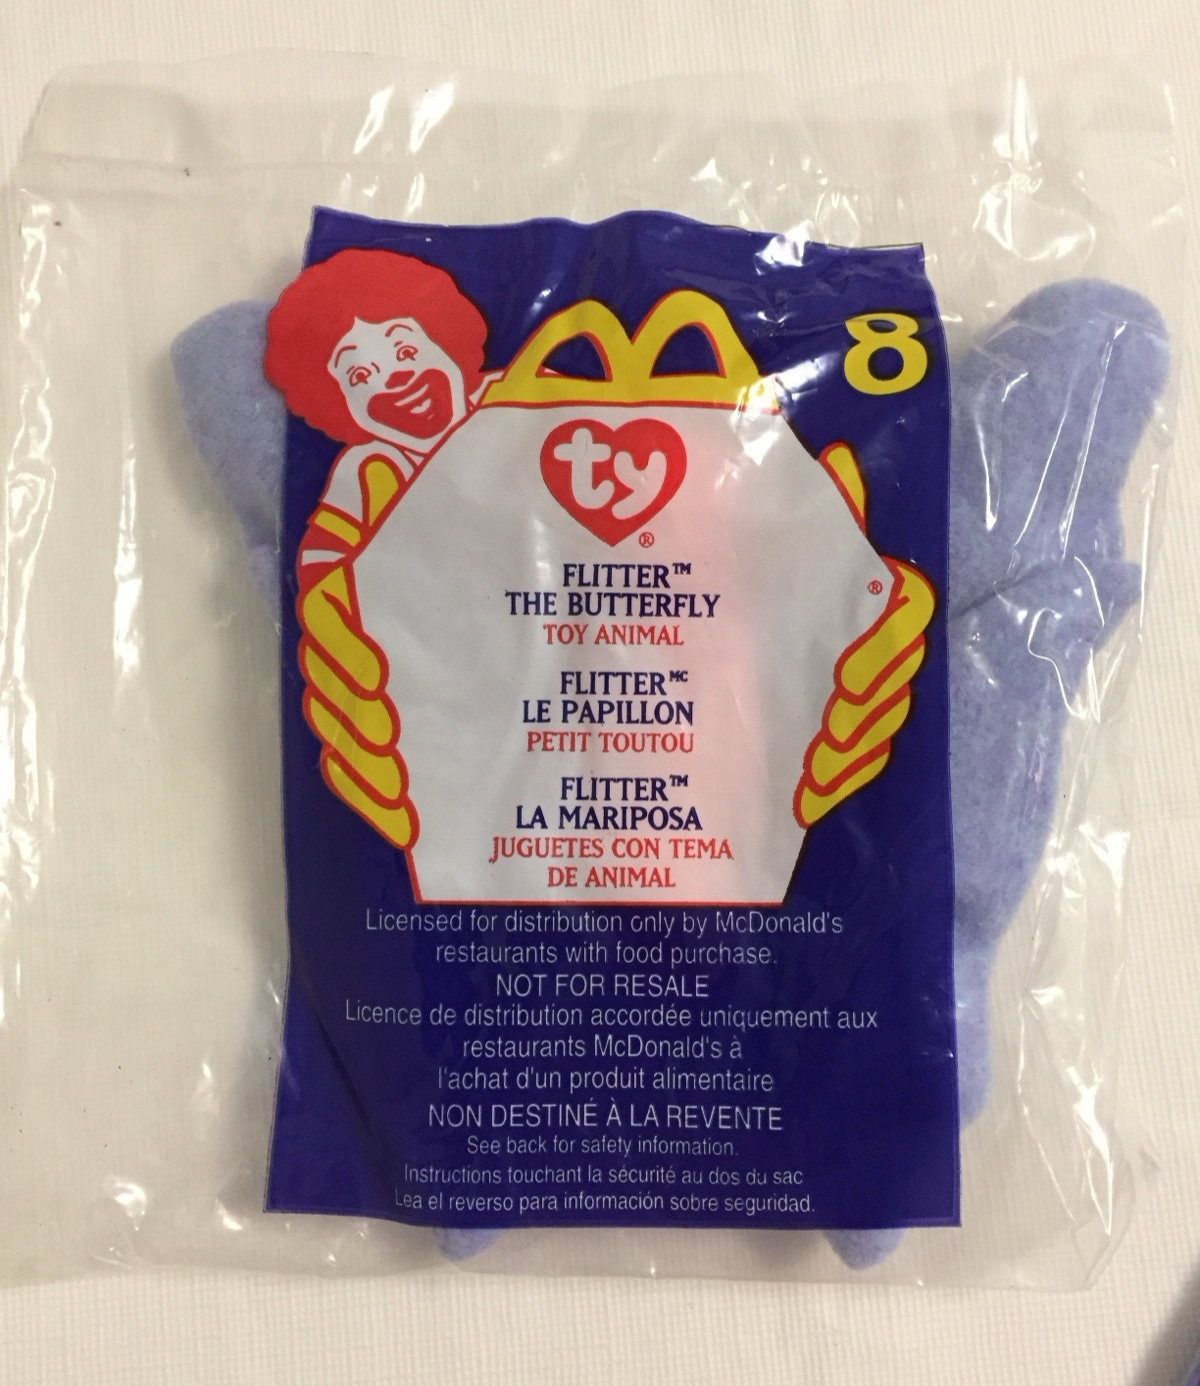 8
ty®
®
FLITTER™
THE BUTTERFLY
TOY ANIMAL
FLITTER MC
LE PAPILLON
PETIT TOUTOU
FLITTER™
LA MARIPOSA
JUGUETES CON TEMA
DE ANIMAL
Licensed for distribution only by McDonald's
restaurants with food purchase.
NOT FOR RESALE
Licence de distribution accordée uniquement aux
restaurants McDonald's à
l'achat d'un produit alimentaire
NON DESTINÉ À LA REVENTE
See back for safety information.
Instructions touchant la sécurité au dos du sac
Lea el reverso para información sobre seguridad.